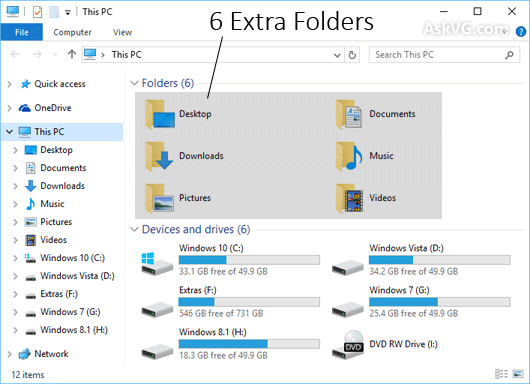 This PC
6 Extra Folders
AskVG.com
File
Computer
View
This PC
Search This PC
Quick access
OneDrive
This PC
Desktop
Documents
Downloads
Music
Pictures
Videos
Windows 10 (C:)
Windows Vista (D:)
Extras (F:)
Windows 7 (G:)
Windows 8.1 (H:)
Network
Folders (6)
Desktop
Documents
Downloads
Music
Pictures
Videos
Devices and drives (6)
Windows 10 (C:)
33.1 GB free of 49.9 GB
Windows Vista (D:)
34.2 GB free of 49.9 GB
Extras (F:)
546 GB free of 731 GB
Windows 7 (G:)
25.4 GB free of 49.9 GB
Windows 8.1 (H:)
18.3 GB free of 49.9 GB
DVD
DVD RW Drive (I:)
12 items